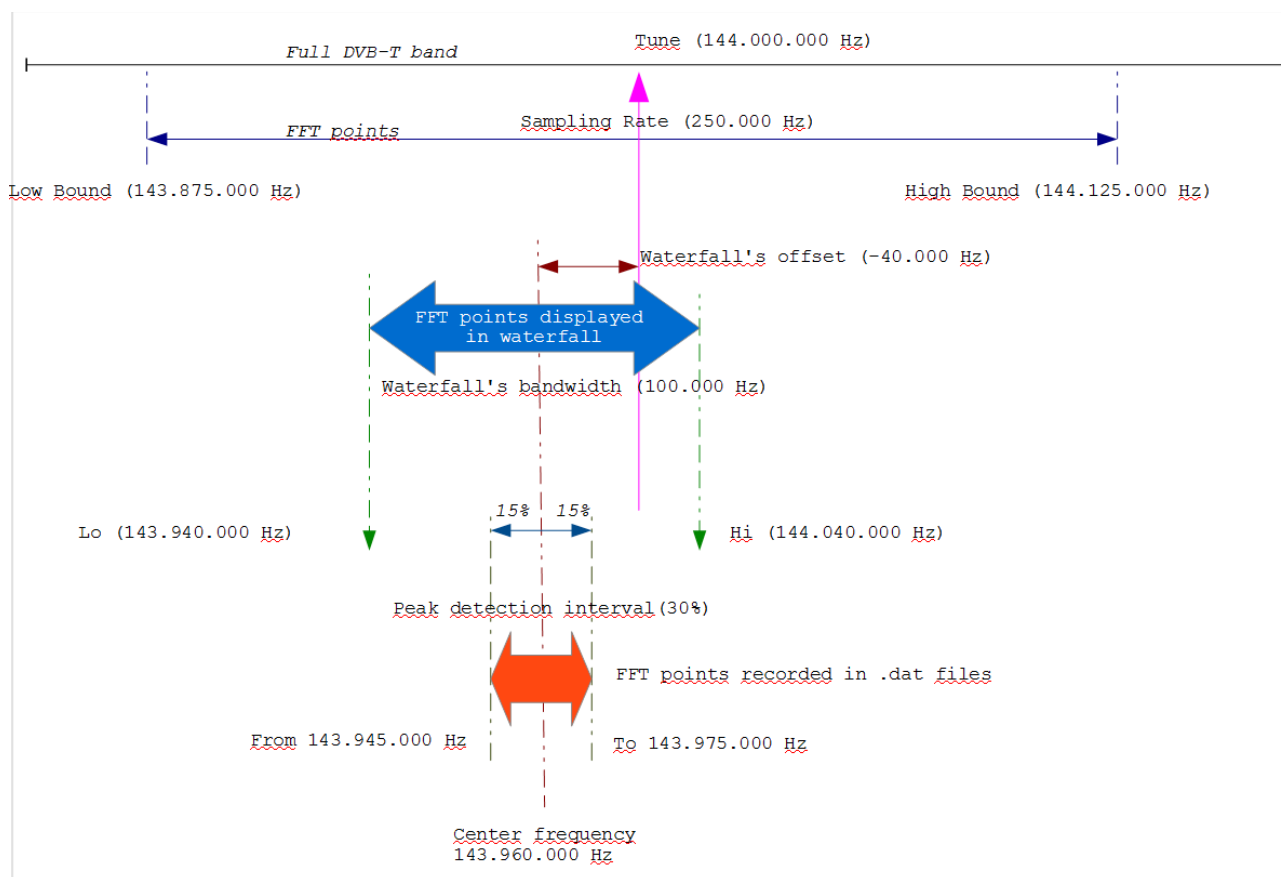 Tune (144.000.000 Hz)
Full DVB-T band
Sampling Rate (250.000 Hz)
FFT points
Low Bound (143.875.000 Hz)
High Bound (144.125.000 Hz)
Waterfall's offset (-40.000 Hz)
FFT points displayed
in waterfall
Waterfall's bandwidth (100.000 Hz)
15% 15%
Lo (143.940.000 Hz)
Hi (144.040.000 Hz)
Peak detection interval(30%)
FFT points recorded in .dat files
From 143.945.000 Hz
To 143.975.000 Hz
Center frequency
143.960.000 Hz